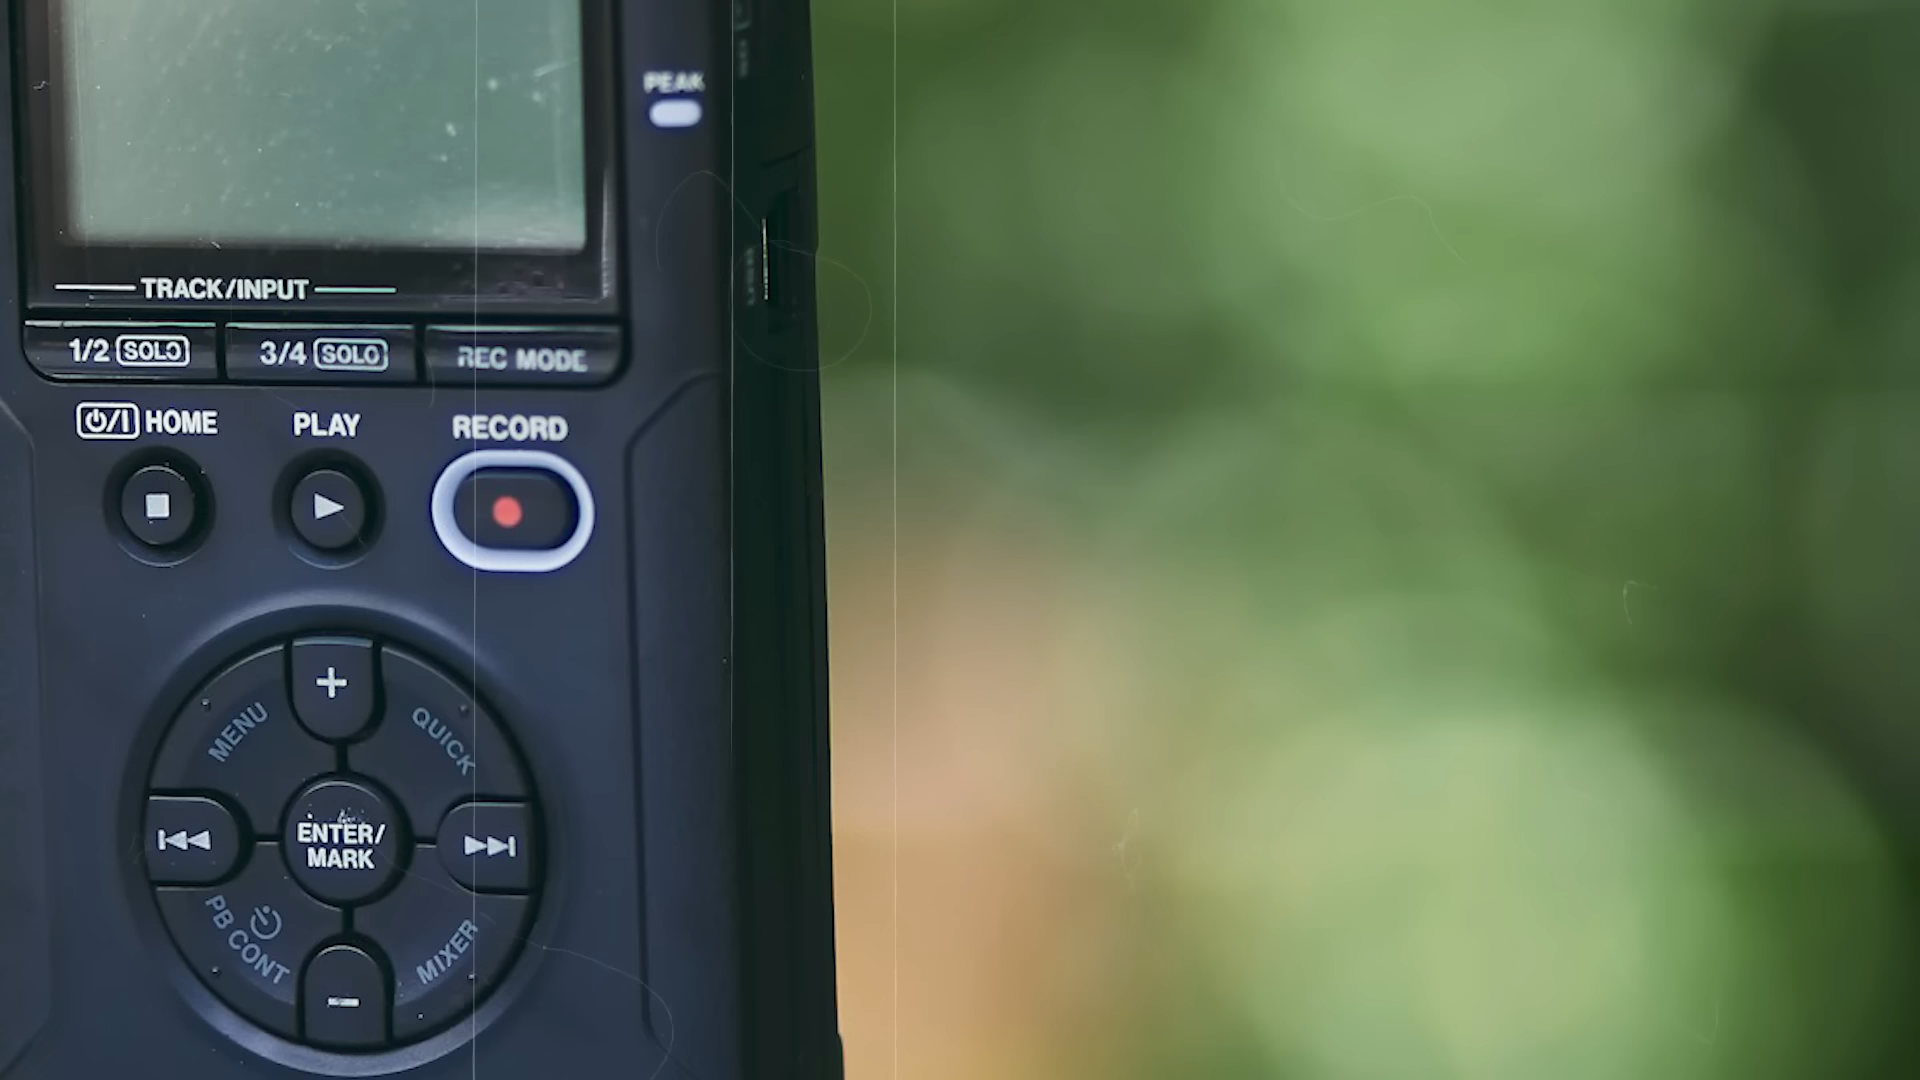 PEAK
TRACK/INPUT
1/2 SOLO
3/4 SOLO
REC MODE
HOME
PLAY
RECORD
MENU
QUICK
ENTER/
MARK
PB CONT
MIXER